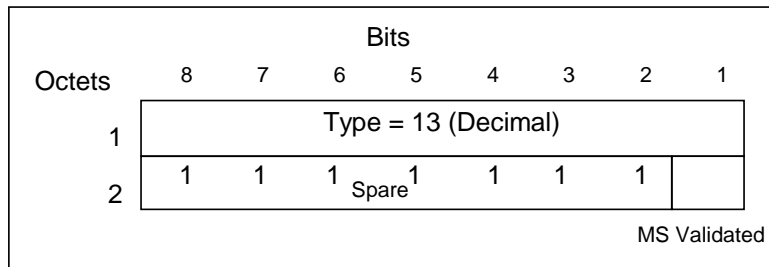 Bits
Octets 8 7 6 5 4 3 2 1
1 Type = 13 (Decimal)
2 1 1 1 1 1 1 1
Spare
MS Validated